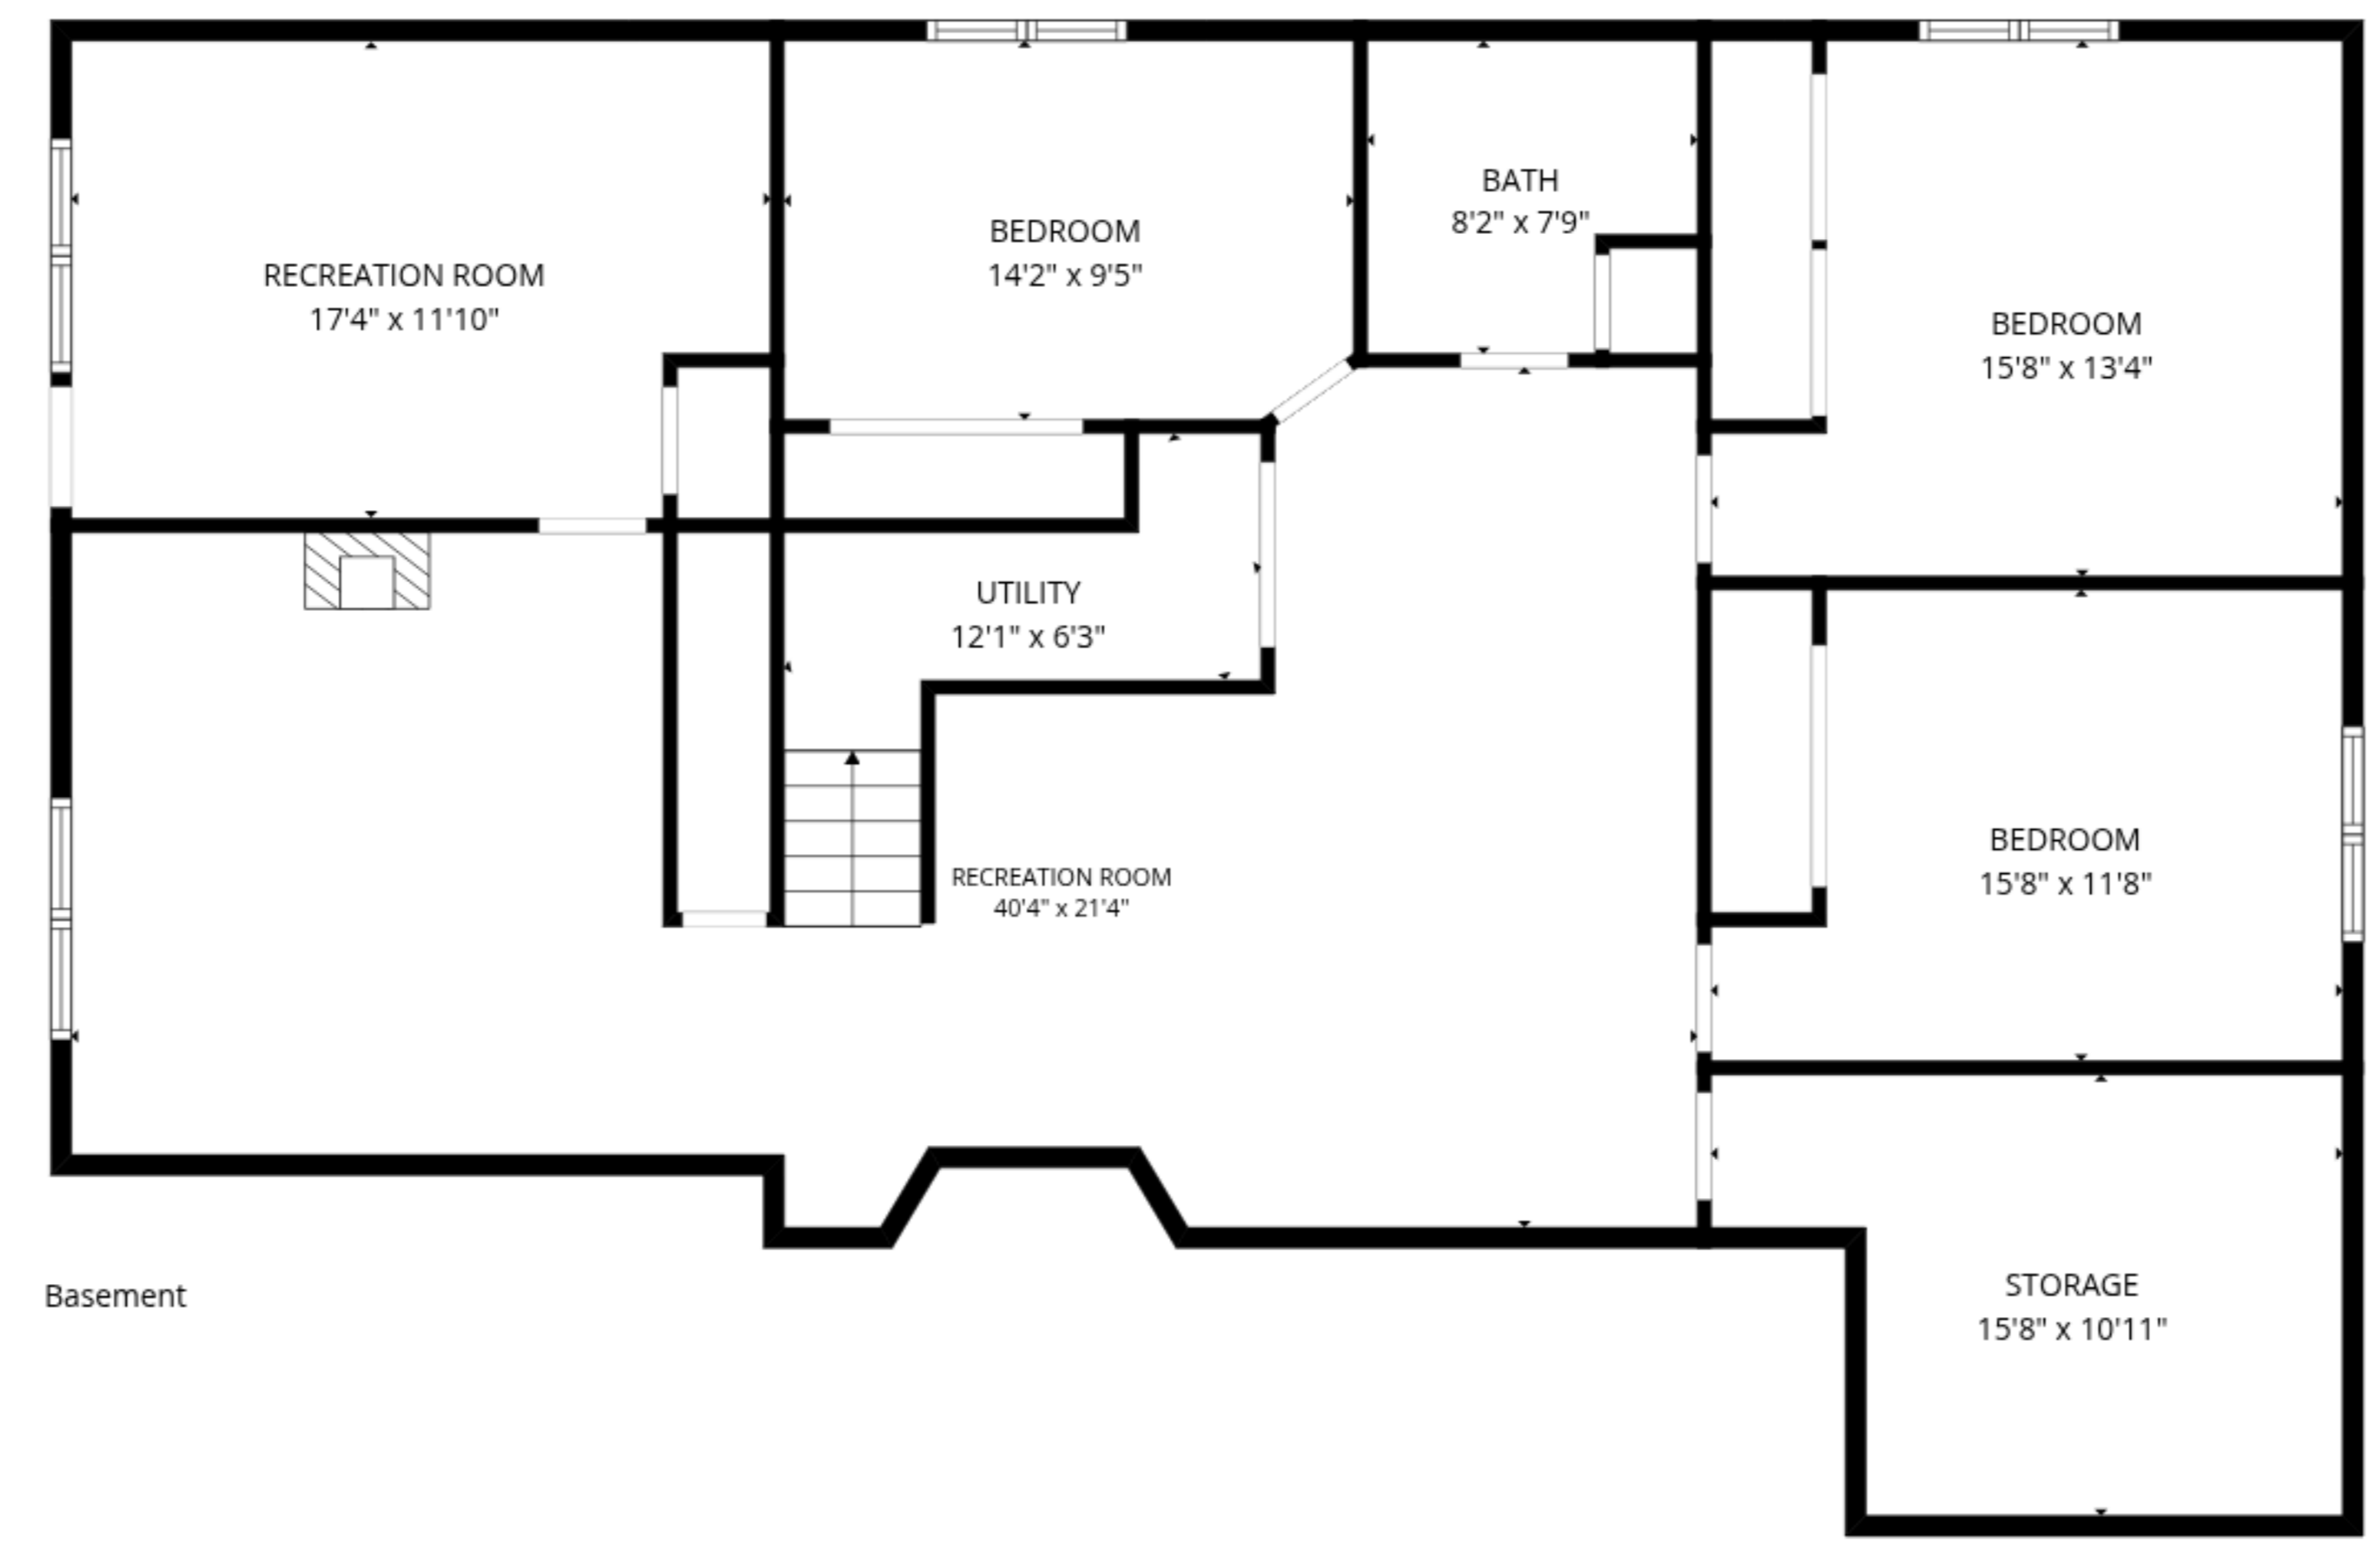 RECREATION ROOM
17'4" x 11'10"
BEDROOM
14'2" x 9'5"
BATH
8'2" x 7'9"
BEDROOM
15'8" x 13'4"
UTILITY
12'1" x 6'3"
RECREATION ROOM
40'4" x 21'4"
BEDROOM
15'8" x 11'8"
STORAGE
15'8" x 10'11"
Basement